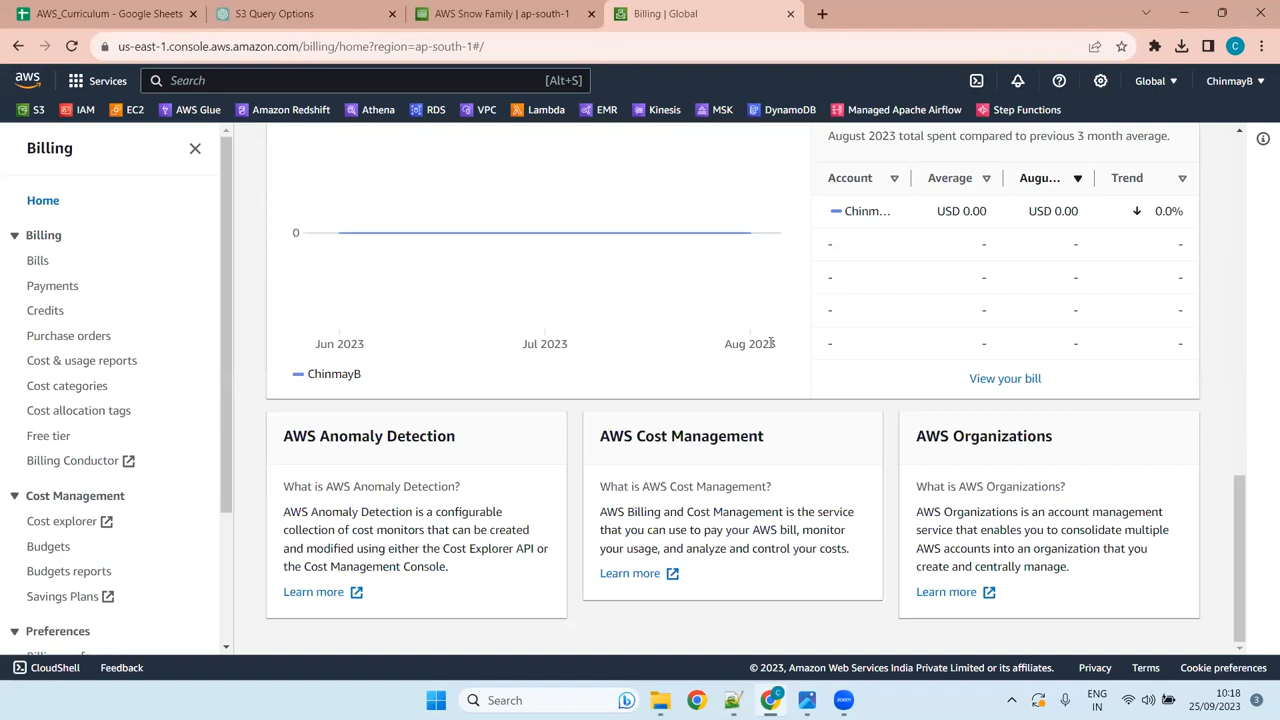 AWS_Curriculum - Google Sheets
S3 Query Options
AWS Snow Family | ap-south-1
Billing | Global
us-east-1.console.aws.amazon.com/billing/home?region=ap-south-1#/
C
aws
Services
Search
[Alt+S]
Global
ChinmayB
S3
IAM
EC2
AWS Glue
Amazon Redshift
Athena
RDS
VPC
Lambda
EMR
Kinesis
MSK
DynamoDB
Managed Apache Airflow
Step Functions
Billing
Home
Billing
Bills
Payments
Credits
Purchase orders
Cost & usage reports
Cost categories
Cost allocation tags
Free tier
Billing Conductor
Cost Management
Cost explorer
Budgets
Budgets reports
Savings Plans
Preferences
0
Jun 2023
Jul 2023
Aug 2023
ChinmayB
August 2023 total spent compared to previous 3 month average.
Account Average Augu... Trend
Chinm... USD 0.00 USD 0.00 0.0%
- - - -
- - - -
- - - -
- - - -
View your bill
AWS Anomaly Detection
What is AWS Anomaly Detection?
AWS Anomaly Detection is a configurable
collection of cost monitors that can be created
and modified using either the Cost Explorer API or
the Cost Management Console.
Learn more
AWS Cost Management
What is AWS Cost Management?
AWS Billing and Cost Management is the service
that you can use to pay your AWS bill, monitor
your usage, and analyze and control your costs.
Learn more
AWS Organizations
What is AWS Organizations?
AWS Organizations is an account management
service that enables you to consolidate multiple
AWS accounts into an organization that you
create and centrally manage.
Learn more
CloudShell
Feedback
© 2023, Amazon Web Services India Private Limited or its affiliates.
Privacy
Terms
Cookie preferences
Search
C
zoom
ENG
IN
10:18
25/09/2023
3